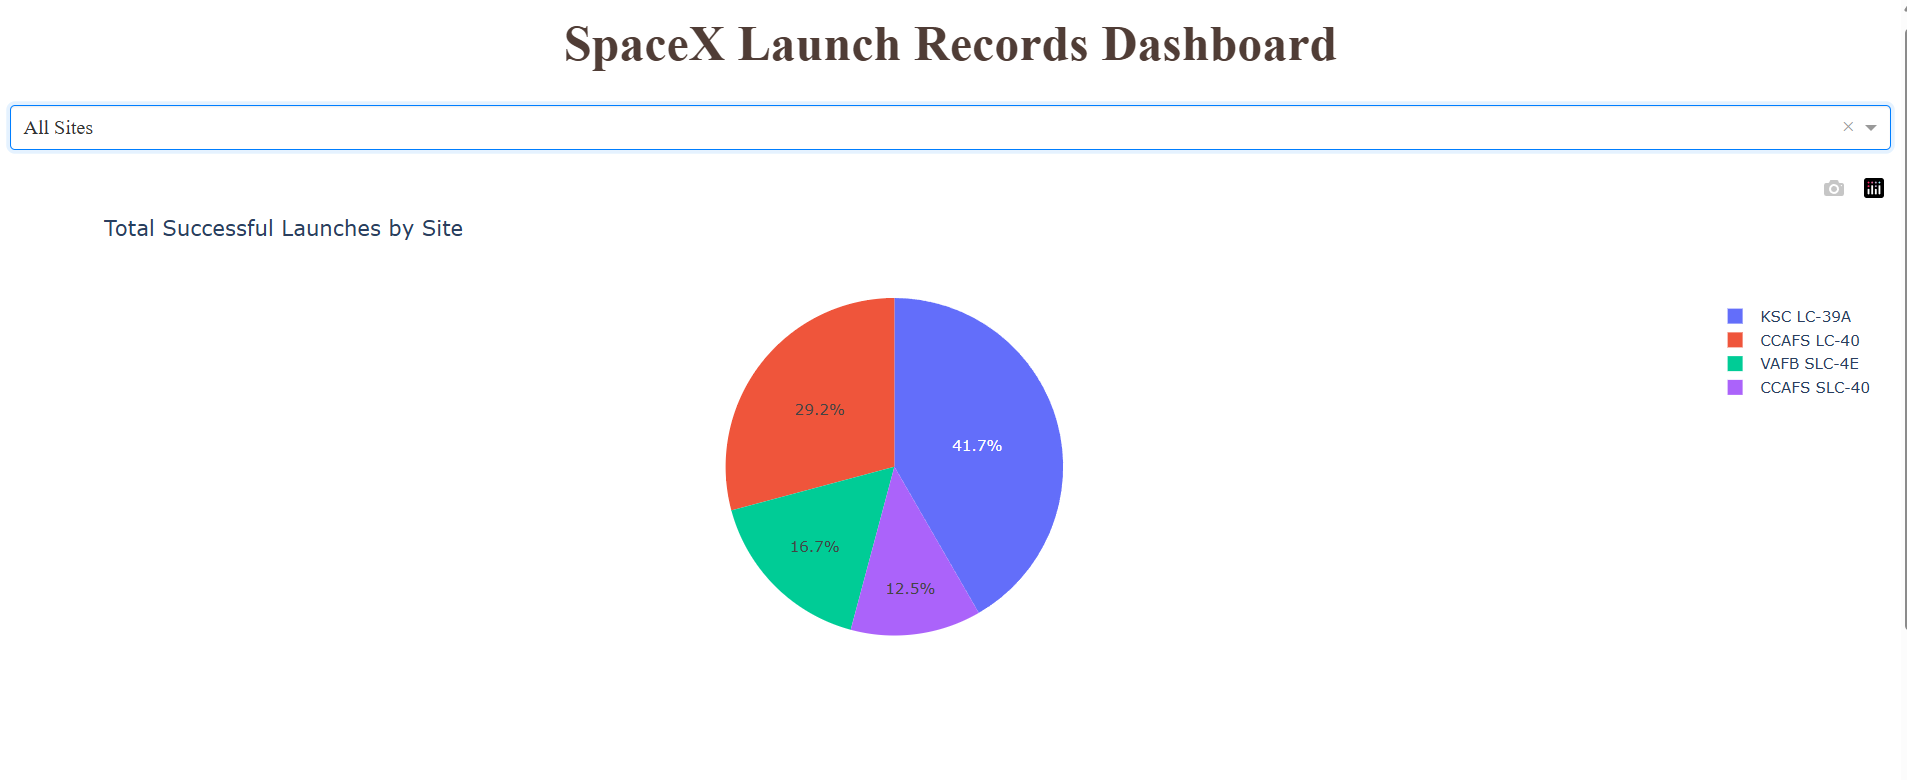 SpaceX Launch Records Dashboard
All Sites
Total Successful Launches by Site
KSC LC-39A
CCAFS LC-40
VAFB SLC-4E
CCAFS SLC-40
29.2%
41.7%
16.7%
12.5%